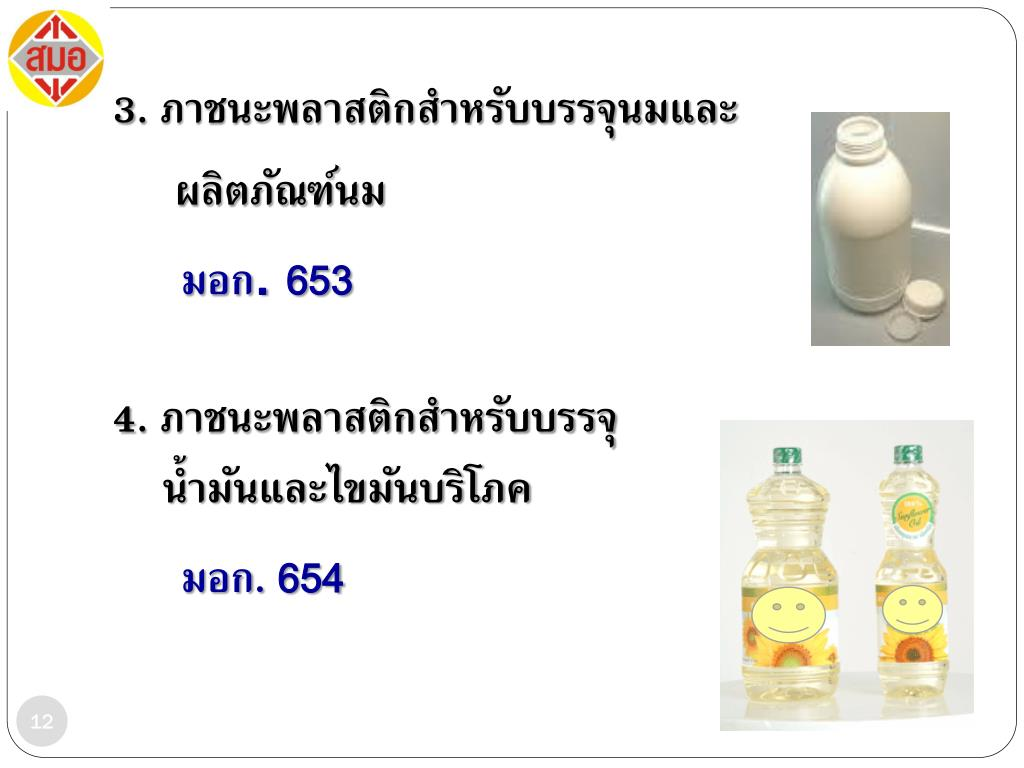 สมอ
3. ภาชนะพลาสติกสำหรับบรรจุนมและ
ผลิตภัณฑ์นม
มอก. 653
4. ภาชนะพลาสติกสำหรับบรรจุ
น้ำมันและไขมันบริโภค
มอก. 654
100%
Sunflower
Oil
12